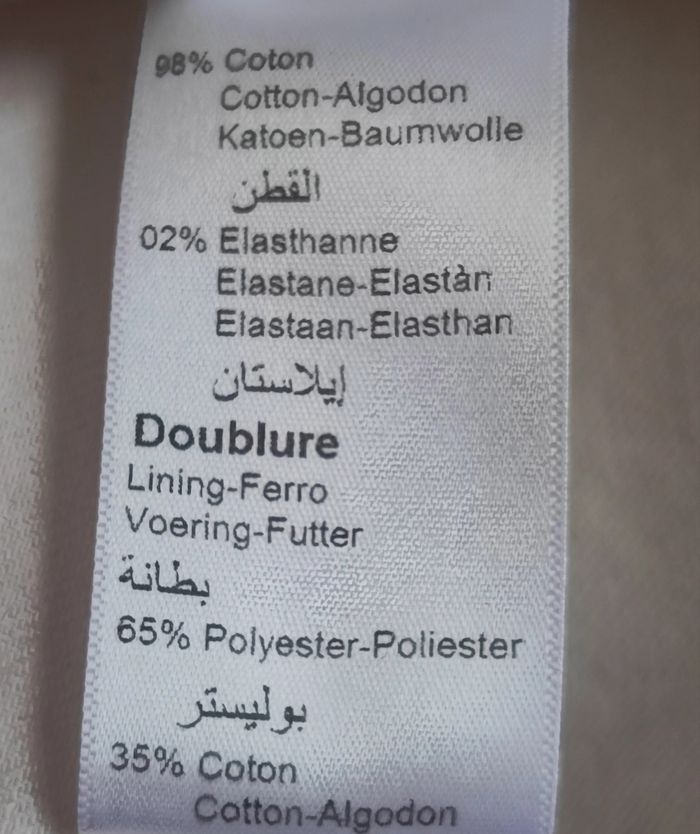 98% Coton
Cotton-Algodon
Katoen-Baumwolle
القطن
02% Elasthanne
Elastane-Elastàn
Elastaan-Elasthan
إيلاستان
Doublure
Lining-Ferro
Voering-Futter
بطانة
65% Polyester-Poliester
بوليستر
35% Coton
Cotton-Algodon